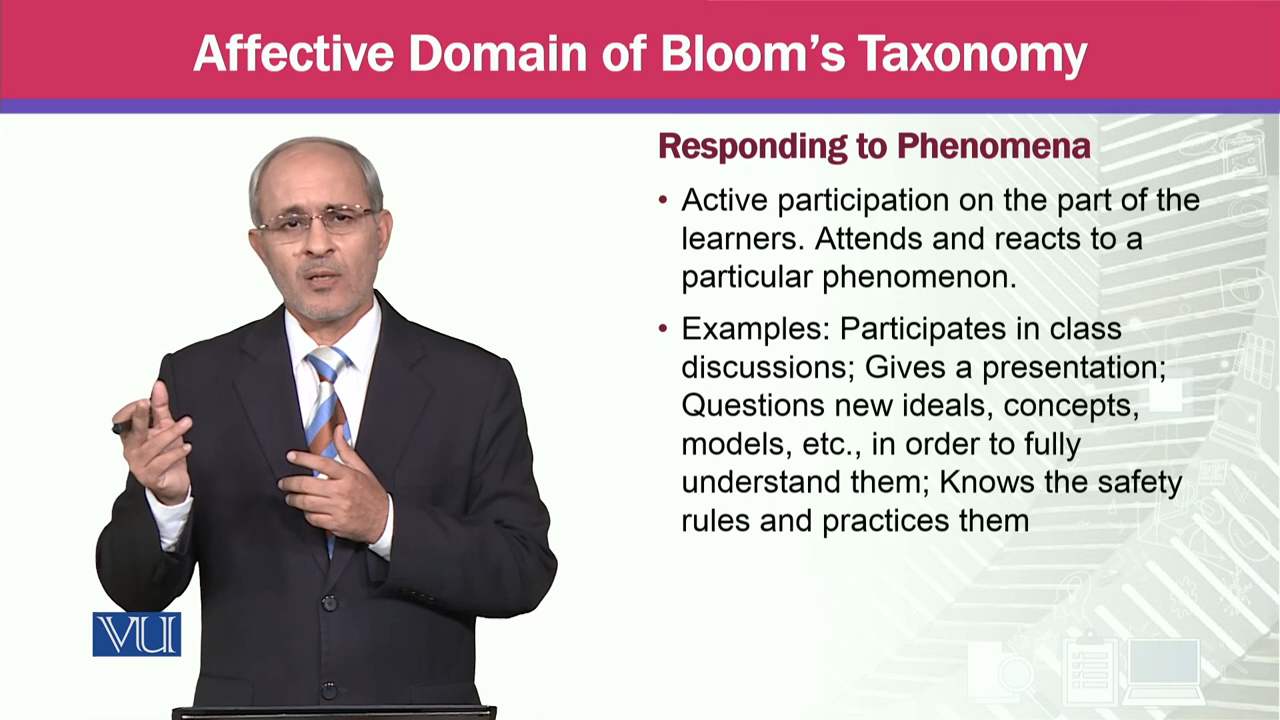 Affective Domain of Bloom's Taxonomy
Responding to Phenomena
• Active participation on the part of the
learners. Attends and reacts to a
particular phenomenon.
• Examples: Participates in class
discussions; Gives a presentation;
Questions new ideals, concepts,
models, etc., in order to fully
understand them; Knows the safety
rules and practices them
VU